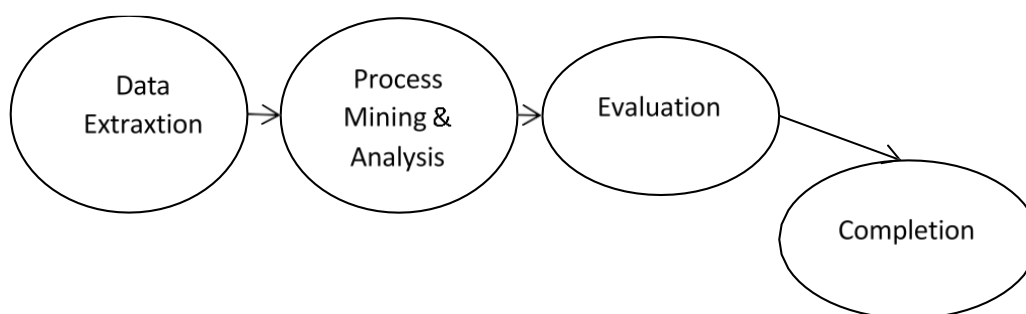 Data
Extraxtion
Process
Mining &
Analysis
Evaluation
Completion